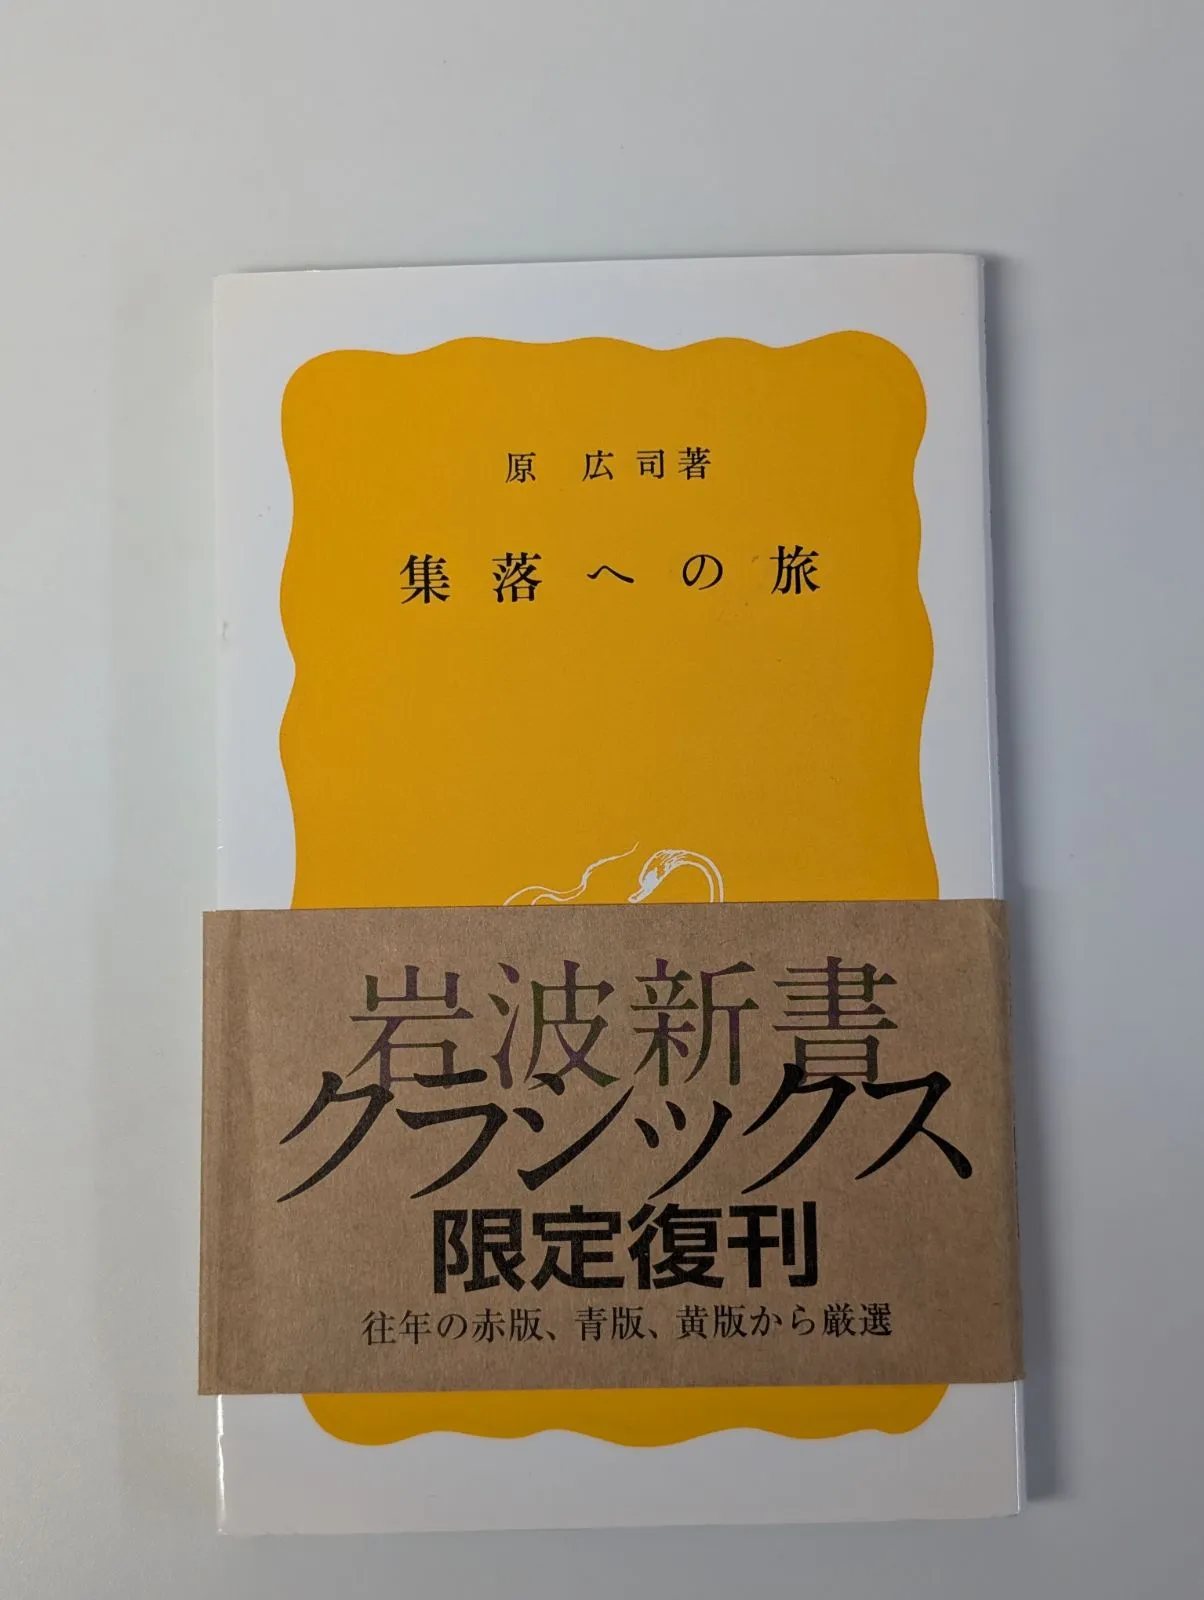 原 広司著
集落への旅
岩波新書
クラシックス
限定復刊
往年の赤版、青版、黄版から厳選